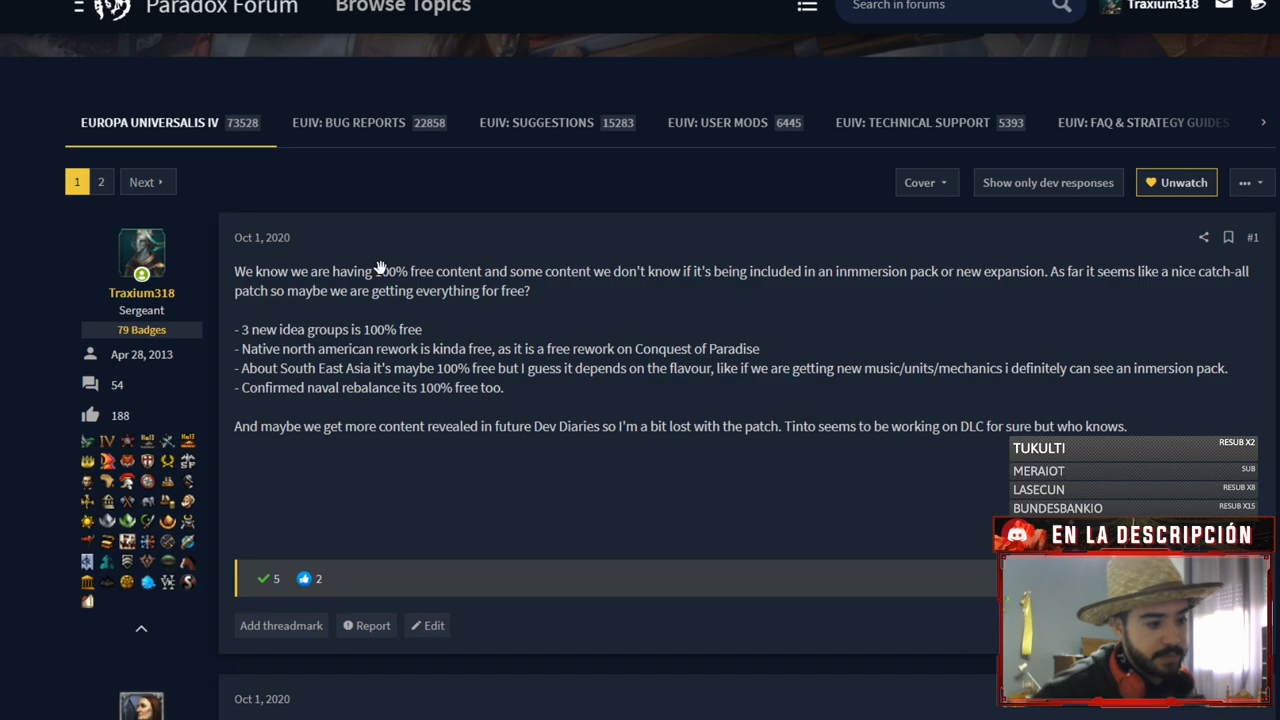 Paradox Forum
Browse Topics
Search in forums
Traxium318
EUROPA UNIVERSALIS IV 73528
EUIV: BUG REPORTS 22858
EUIV: SUGGESTIONS 15283
EUIV: USER MODS 6445
EUIV: TECHNICAL SUPPORT 5393
EUIV: FAQ & STRATEGY GUIDES
1
2
Next
Cover
Show only dev responses
Unwatch
Oct 1, 2020
#1
Traxium318
Sergeant
79 Badges
Apr 28, 2013
54
188
We know we are having 100% free content and some content we don't know if it's being included in an inmmersion pack or new expansion. As far it seems like a nice catch-all
patch so maybe we are getting everything for free?
- 3 new idea groups is 100% free
- Native north american rework is kinda free, as it is a free rework on Conquest of Paradise
- About South East Asia it's maybe 100% free but I guess it depends on the flavour, like if we are getting new music/units/mechanics i definitely can see an inmersion pack.
- Confirmed naval rebalance its 100% free too.
And maybe we get more content revealed in future Dev Diaries so I'm a bit lost with the patch. Tinto seems to be working on DLC for sure but who knows.
TUKULTI RESUB X2
MERAIOT SUB
LASECUN RESUB X8
BUNDESBANKIO RESUB X15
EN LA DESCRIPCIÓN
5
2
Add threadmark
Report
Edit
Oct 1, 2020